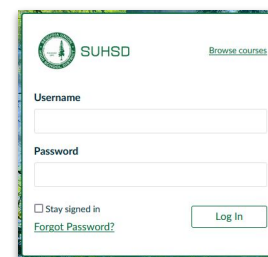 SUHSD
Browse courses
Username
Password
Stay signed in
Forgot Password?
Log In